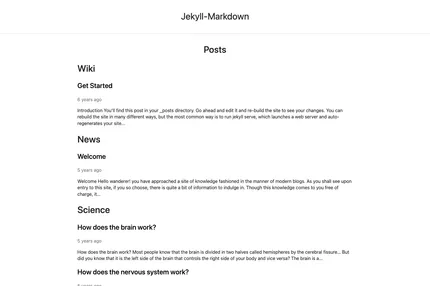 Jekyll-Markdown
Posts
Wiki
Get Started
6 years ago
Introduction You'll find this post in your _posts directory. Go ahead and edit it and re-build the site to see your changes. You can
rebuild the site in many different ways, but the most common way is to run jekyll serve, which launches a web server and auto-
regenerates your site...
News
Welcome
5 years ago
Welcome Hello wanderer! you have approached a site of knowledge fashioned in the manner of modern blogs. As you shall see upon
entry to this site, if you so choose, there is quite a bit of information to indulge in. Though this knowledge comes to you free of
charge, it...
Science
How does the brain work?
5 years ago
How does the brain work? Most people know that the brain is divided in two halves called hemispheres by the cerebral fissure... But
did you know that it is the left side of the brain that controls the right side of your body and vice versa? The brain is a...
How does the nervous system work?